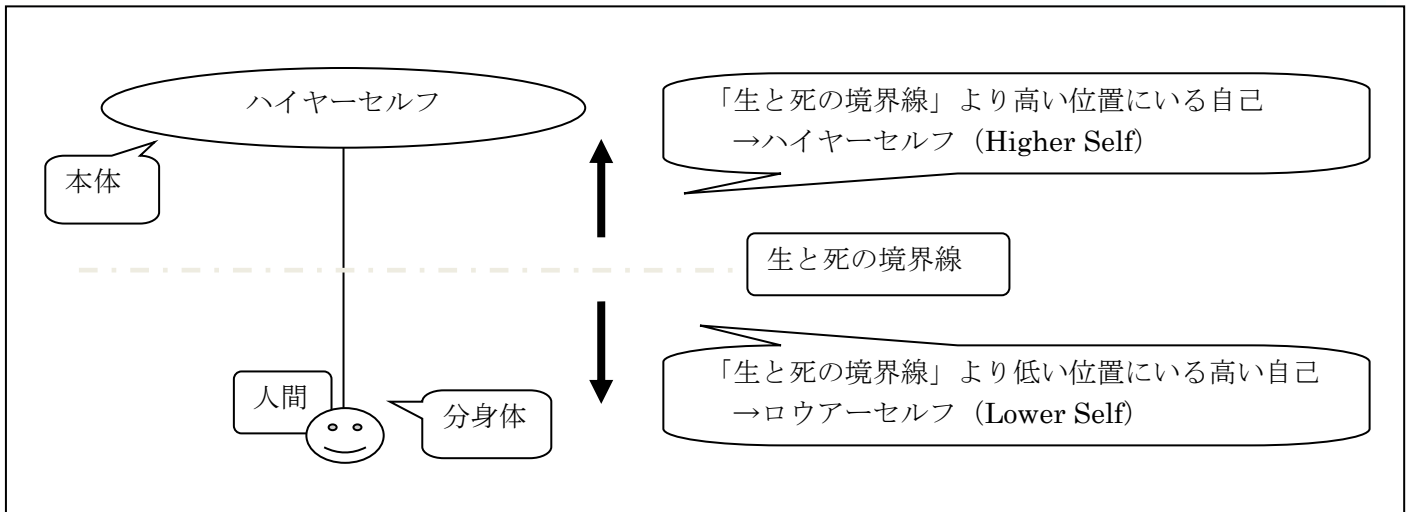 ハイヤーセルフ
本体
「生と死の境界線」より高い位置にいる自己
→ハイヤーセルフ（Higher Self）
生と死の境界線
人間
分身体
「生と死の境界線」より低い位置にいる高い自己
→ロウアーセルフ（Lower Self）